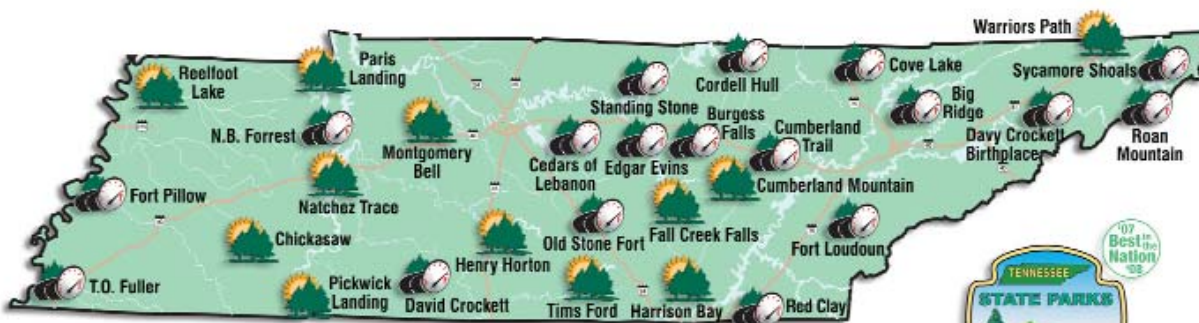 Warriors Path
Paris
Landing
Reelfoot
Lake
Cordell Hull
Cove Lake
Sycamore Shoals
Standing Stone
Big
Ridge
N.B. Forrest
Burgess
Falls
Cumberland
Trail
Davy Crockett
Birthplace
Roan
Mountain
Montgomery
Bell
Cedars of
Lebanon
Edgar Evins
Cumberland Mountain
Fort Pillow
Natchez Trace
Chickasaw
Henry Horton
Old Stone Fort
Fall Creek Falls
Fort Loudoun
T.O. Fuller
Pickwick
Landing
David Crockett
Tims Ford
Harrison Bay
Red Clay
'07
Best in the
Nation
'08
TENNESSEE
STATE PARKS